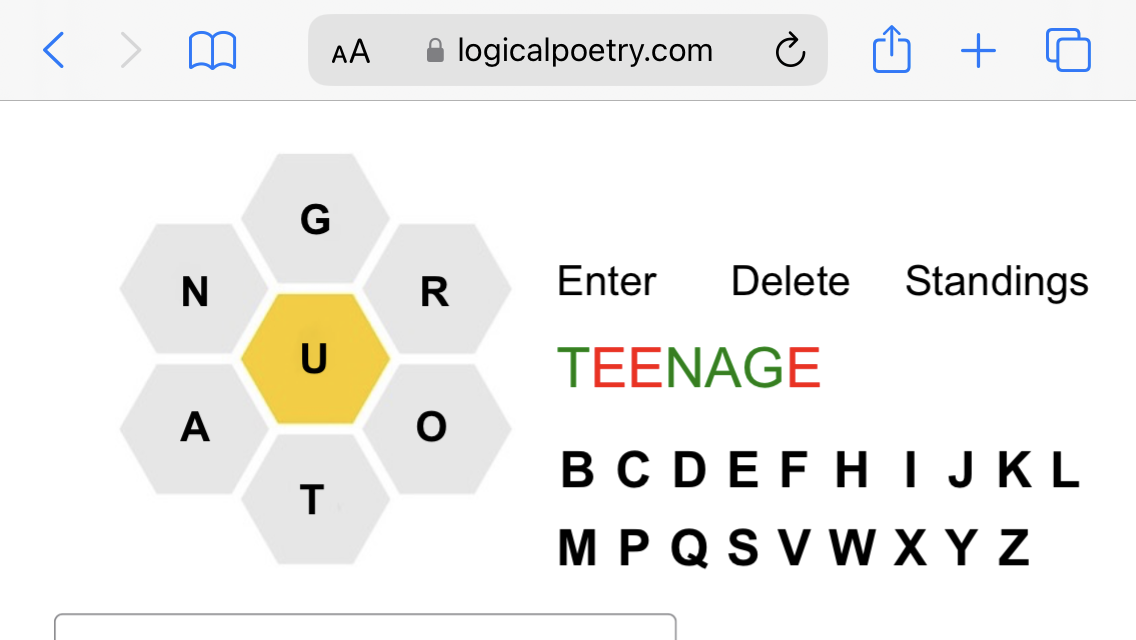 AA logicalpoetry.com
G
N R
U
A O
T
Enter Delete Standings
TEENAGE
B C D E F H I J K L
M P Q S V W X Y Z